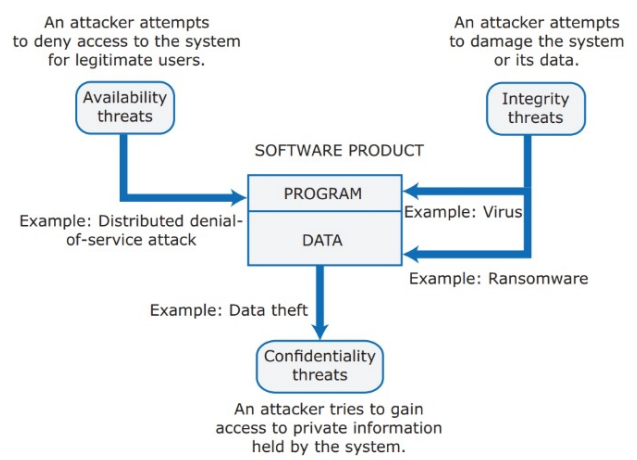 An attacker attempts
to deny access to the system
for legitimate users.
Availability
threats
An attacker attempts
to damage the system
or its data.
Integrity
threats
SOFTWARE PRODUCT
PROGRAM
DATA
Example: Distributed denial-
of-service attack
Example: Virus
Example: Ransomware
Example: Data theft
Confidentiality
threats
An attacker tries to gain
access to private information
held by the system.